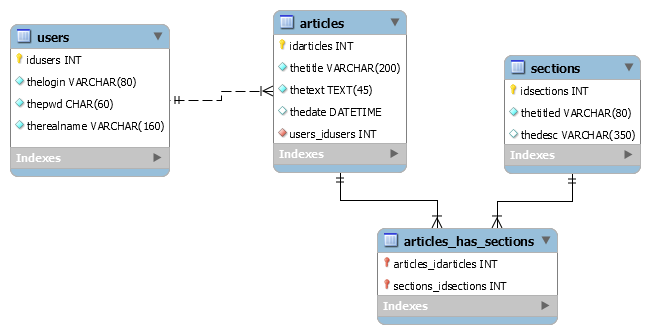 users
idusers INT
thelogin VARCHAR(80)
thepwd CHAR(60)
therealname VARCHAR(160)
Indexes
articles
idarticles INT
thetitle VARCHAR(200)
thetext TEXT(45)
thedate DATETIME
users_idusers INT
Indexes
sections
idsections INT
thetitled VARCHAR(80)
thedesc VARCHAR(350)
Indexes
articles_has_sections
articles_idarticles INT
sections_idsections INT
Indexes